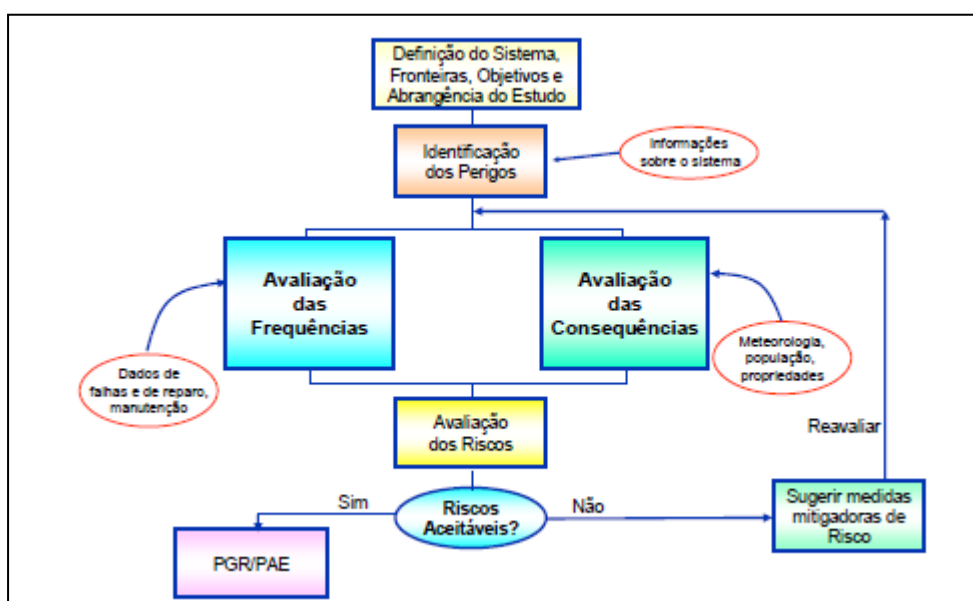 Definição do Sistema,
Fronteiras, Objetivos e
Abrangência do Estudo
Identificação
dos Perigos
Informações
sobre o sistema
Avaliação
das
Frequências
Avaliação
das
Consequências
Dados de
falhas e de reparo,
manutenção
Meteorologia,
população,
propriedades
Avaliação
dos Riscos
Reavaliar
Sim
Riscos
Aceitáveis?
Não
Sugerir medidas
mitigadoras de
Risco
PGR/PAE